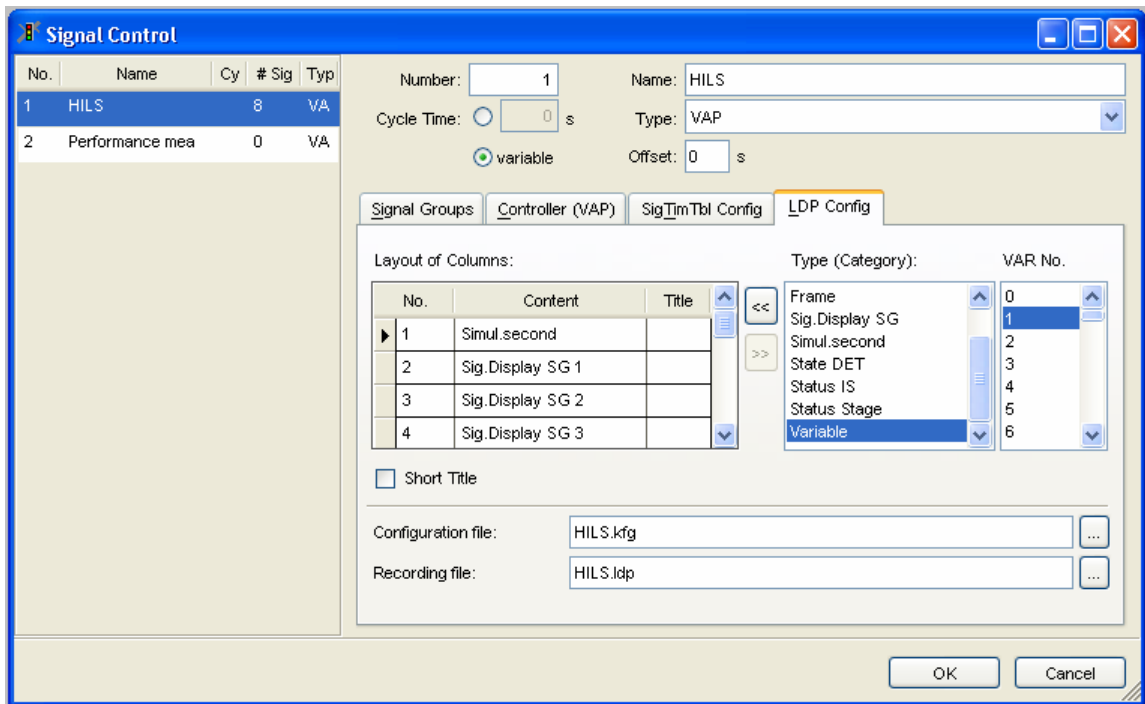 Signal Control
No. Name Cy # Sig Typ
1 HILS 8 VA
2 Performance mea 0 VA
Number: 1 Name: HILS
Cycle Time: 0 s Type: VAP
variable Offset: 0 s
Signal Groups Controller (VAP) SigTimTbl Config LDP Config
Layout of Columns: Type (Category): VAR No.
No. Content Title
1 Simul.second
2 Sig.Display SG 1
3 Sig.Display SG 2
4 Sig.Display SG 3
<<
>>
Frame
Sig.Display SG
Simul.second
State DET
Status IS
Status Stage
Variable
0
1
2
3
4
5
6
Short Title
Configuration file: HILS.kfg ...
Recording file: HILS.ldp ...
OK Cancel